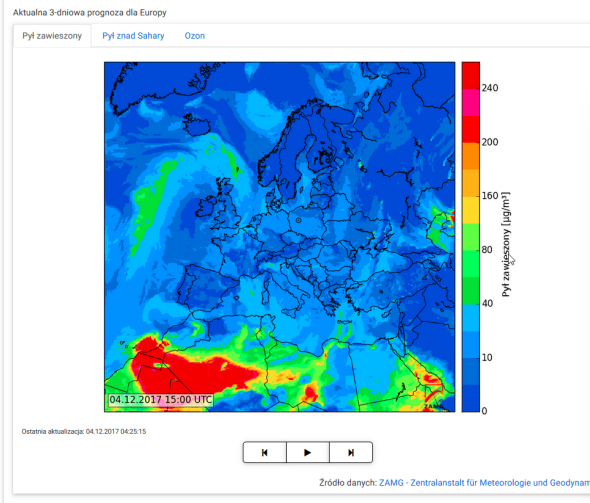 Aktualna 3-dniowa prognoza dla Europy
Pył zawieszony Pył znad Sahary Ozon
240
200
160
80
40
10
0
Pył zawieszony [µg/m³]
0°
04.12.2017 15:00 UTC
ZAMG
Ostatnia aktualizacja: 04.12.2017 04:25:15
Źródło danych: ZAMG - Zentralanstalt für Meteorologie und Geodynam